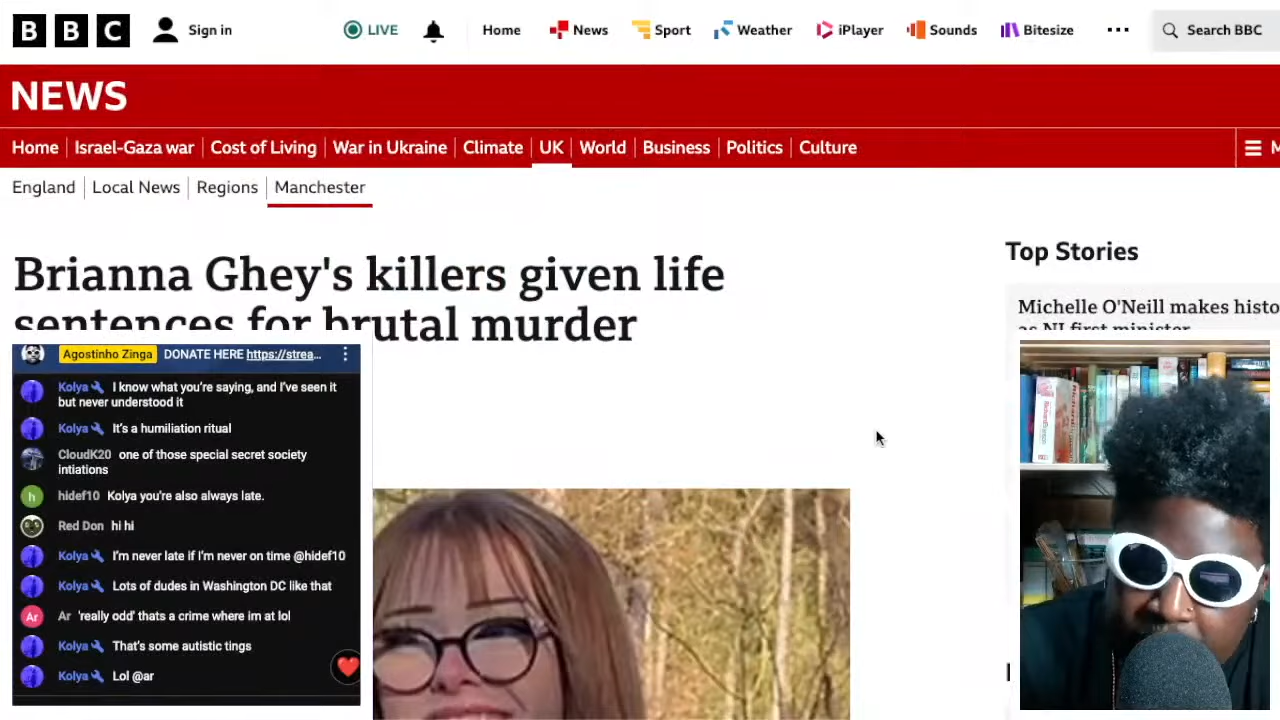 BBC Sign in LIVE Home News Sport Weather iPlayer Sounds Bitesize Search BBC
NEWS
Home Israel-Gaza war Cost of Living War in Ukraine Climate UK World Business Politics Culture
England Local News Regions Manchester
Brianna Ghey's killers given life
sentences for brutal murder
Top Stories
Michelle O'Neill makes histo
as NI first minister
Agostinho Zinga DONATE HERE https://strea...
Kolya I know what you're saying, and I've seen it
but never understood it
Kolya It's a humiliation ritual
CloudK20 one of those special secret society
intiations
h hidef10 Kolya you're also always late.
Red Don hi hi
Kolya I'm never late if I'm never on time @hidef10
Kolya Lots of dudes in Washington DC like that
Ar Ar 'really odd' thats a crime where im at lol
Kolya That's some autistic tings
Kolya Lol @ar